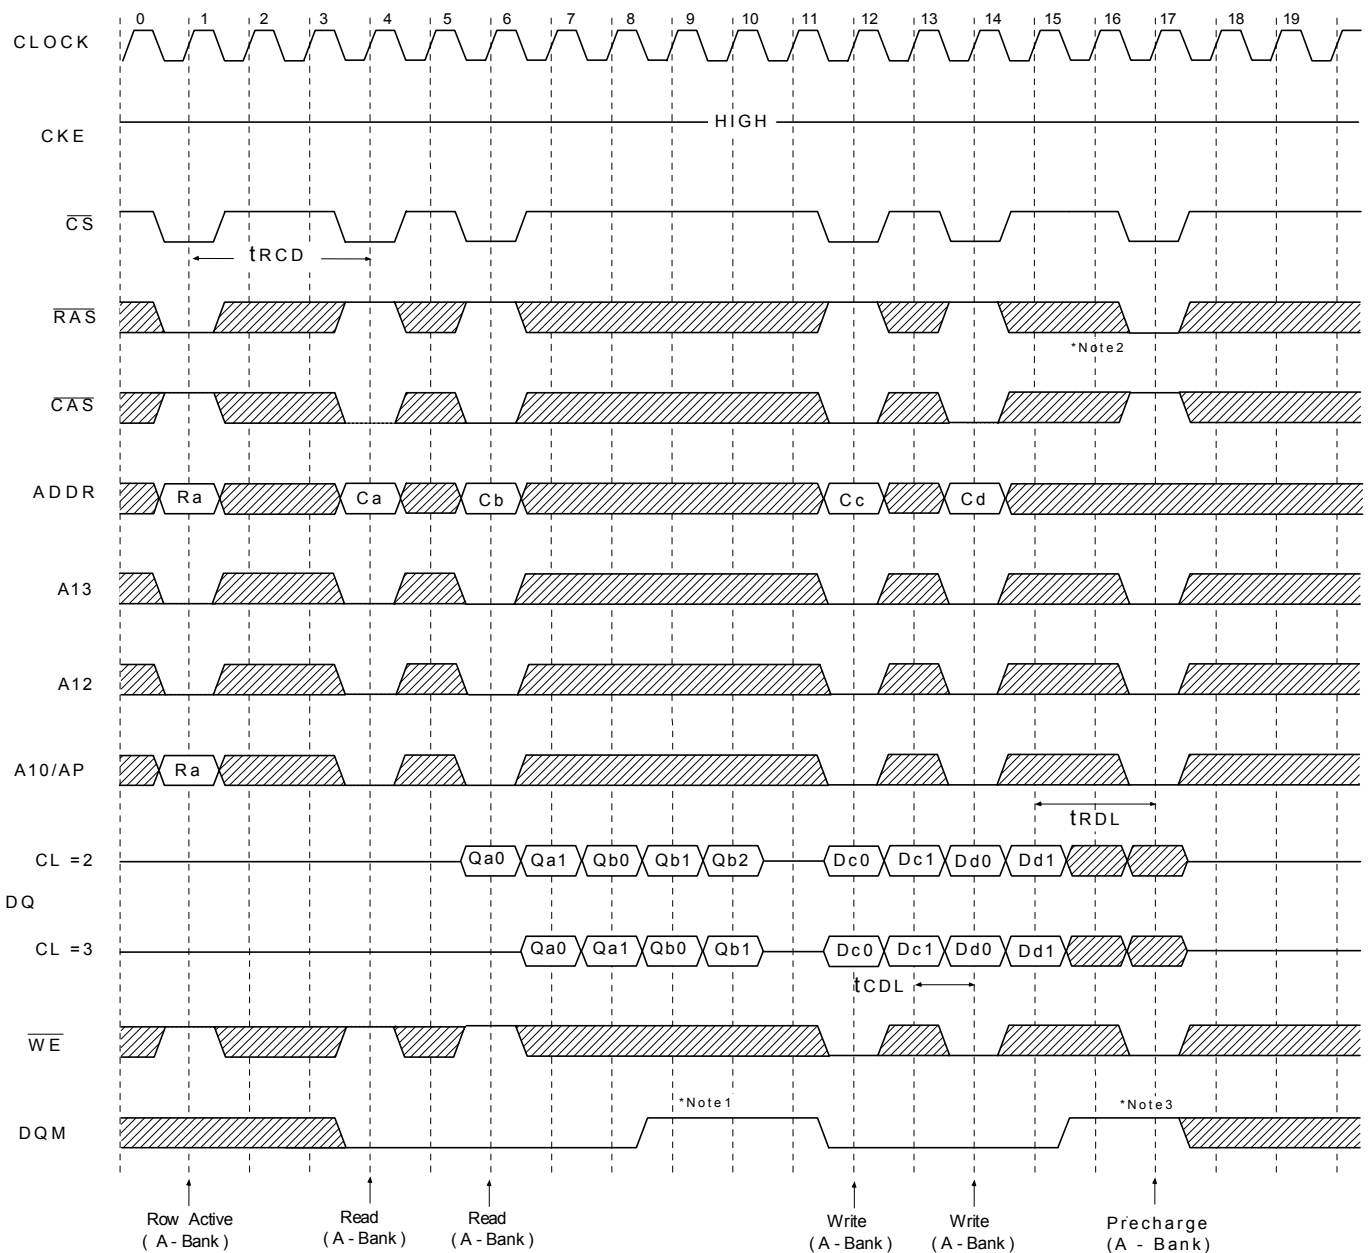 0 1 2 3 4 5 6 7 8 9 10 11 12 13 14 15 16 17 18 19
CLOCK
CKE
HIGH
CS
tRCD
RAS
*Note2
CAS
ADDR Ra Ca Cb Cc Cd
A13
A12
A10/AP Ra
tRDL
CL =2 Qa0 Qa1 Qb0 Qb1 Qb2 Dc0 Dc1 Dd0 Dd1
DQ
CL =3 Qa0 Qa1 Qb0 Qb1 Dc0 Dc1 Dd0 Dd1
tCDL
WE
*Note1 *Note3
DQM
Row Active Read Read Write Write Precharge
( A - Bank ) ( A - Bank ) ( A - Bank ) ( A - Bank ) ( A - Bank ) ( A - Bank )